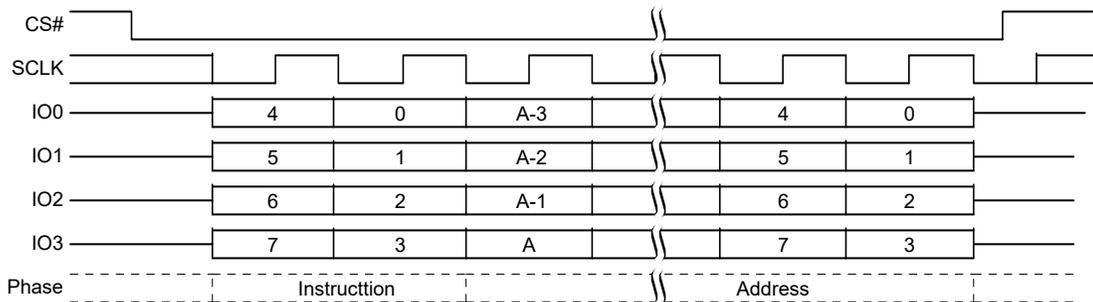 CS#
SCLK
IO0 4 0 A-3 4 0
IO1 5 1 A-2 5 1
IO2 6 2 A-1 6 2
IO3 7 3 A 7 3
Phase Instructtion Address